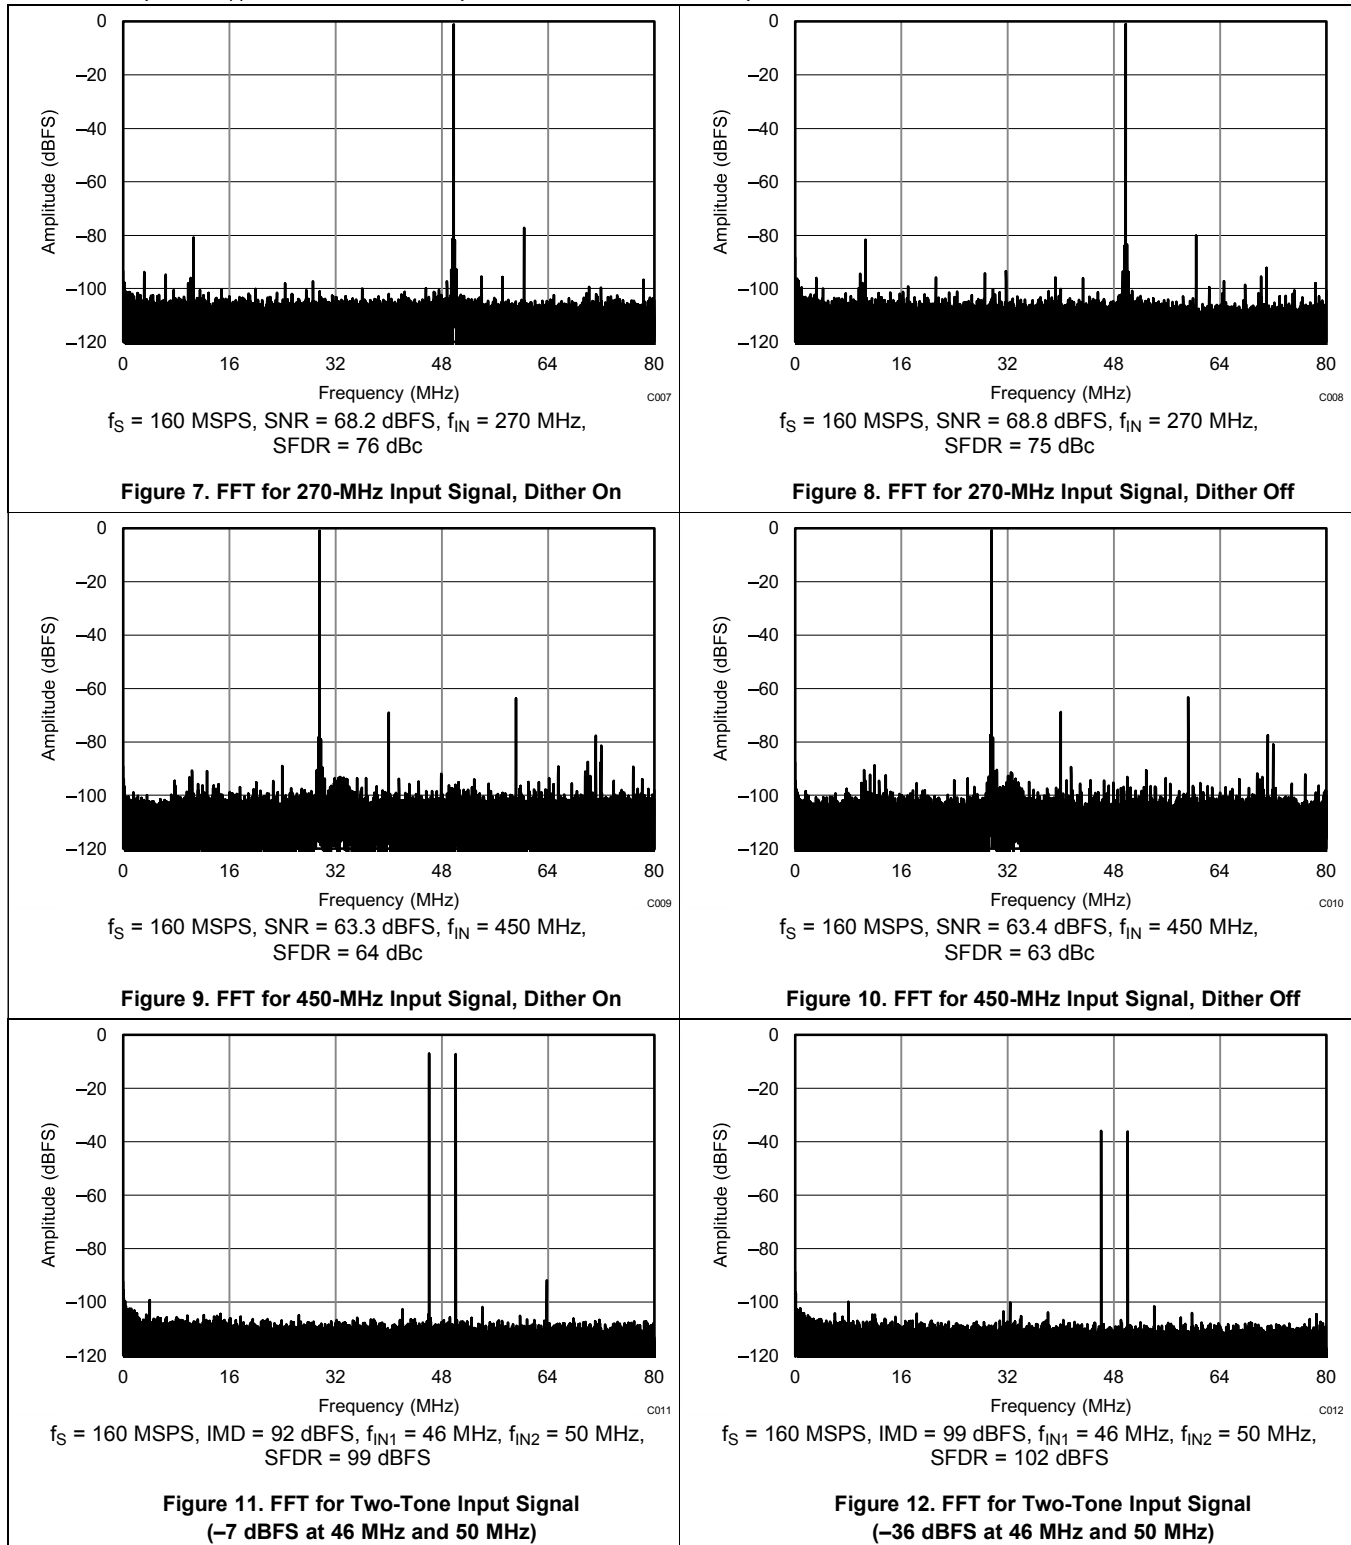 0
–20
–40
–60
–80
–100
–120
0 16 32 48 64 80
Amplitude (dBFS)
Frequency (MHz)
C007
fS = 160 MSPS, SNR = 68.2 dBFS, fIN = 270 MHz,
SFDR = 76 dBc
Figure 7. FFT for 270-MHz Input Signal, Dither On
0
–20
–40
–60
–80
–100
–120
0 16 32 48 64 80
Amplitude (dBFS)
Frequency (MHz)
C008
fS = 160 MSPS, SNR = 68.8 dBFS, fIN = 270 MHz,
SFDR = 75 dBc
Figure 8. FFT for 270-MHz Input Signal, Dither Off
0
–20
–40
–60
–80
–100
–120
0 16 32 48 64 80
Amplitude (dBFS)
Frequency (MHz)
C009
fS = 160 MSPS, SNR = 63.3 dBFS, fIN = 450 MHz,
SFDR = 64 dBc
Figure 9. FFT for 450-MHz Input Signal, Dither On
0
–20
–40
–60
–80
–100
–120
0 16 32 48 64 80
Amplitude (dBFS)
Frequency (MHz)
C010
fS = 160 MSPS, SNR = 63.4 dBFS, fIN = 450 MHz,
SFDR = 63 dBc
Figure 10. FFT for 450-MHz Input Signal, Dither Off
0
–20
–40
–60
–80
–100
–120
0 16 32 48 64 80
Amplitude (dBFS)
Frequency (MHz)
C011
fS = 160 MSPS, IMD = 92 dBFS, fIN1 = 46 MHz, fIN2 = 50 MHz,
SFDR = 99 dBFS
Figure 11. FFT for Two-Tone Input Signal
(–7 dBFS at 46 MHz and 50 MHz)
0
–20
–40
–60
–80
–100
–120
0 16 32 48 64 80
Amplitude (dBFS)
Frequency (MHz)
C012
fS = 160 MSPS, IMD = 99 dBFS, fIN1 = 46 MHz, fIN2 = 50 MHz,
SFDR = 102 dBFS
Figure 12. FFT for Two-Tone Input Signal
(–36 dBFS at 46 MHz and 50 MHz)